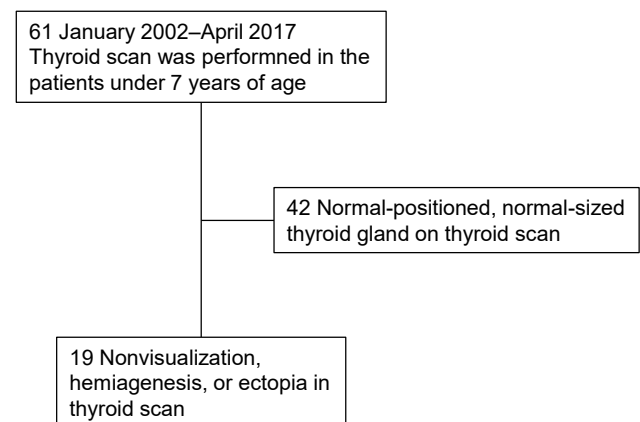 61 January 2002–April 2017
Thyroid scan was performned in the
patients under 7 years of age
42 Normal-positioned, normal-sized
thyroid gland on thyroid scan
19 Nonvisualization,
hemiagenesis, or ectopia in
thyroid scan